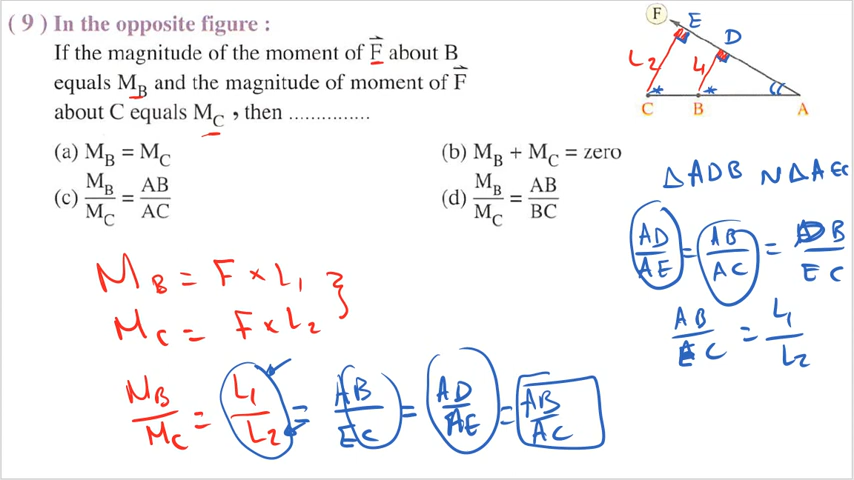 ( 9 ) In the opposite figure :
If the magnitude of the moment of F about B
equals M_B and the magnitude of moment of F
about C equals M_C , then ...............
(a) M_B = M_C
(b) M_B + M_C = zero
(c) M_B / M_C = AB / AC
(d) M_B / M_C = AB / BC
F
E
D
L2
C
B
A
Δ ADB ~ Δ AEC
AD / AE = AB / AC = DB / EC
AB / AC = L1 / L2
M_B = F × L1
M_C = F × L2
M_B / M_C = L1 / L2 = AB / EC = AD / AE = AB / AC